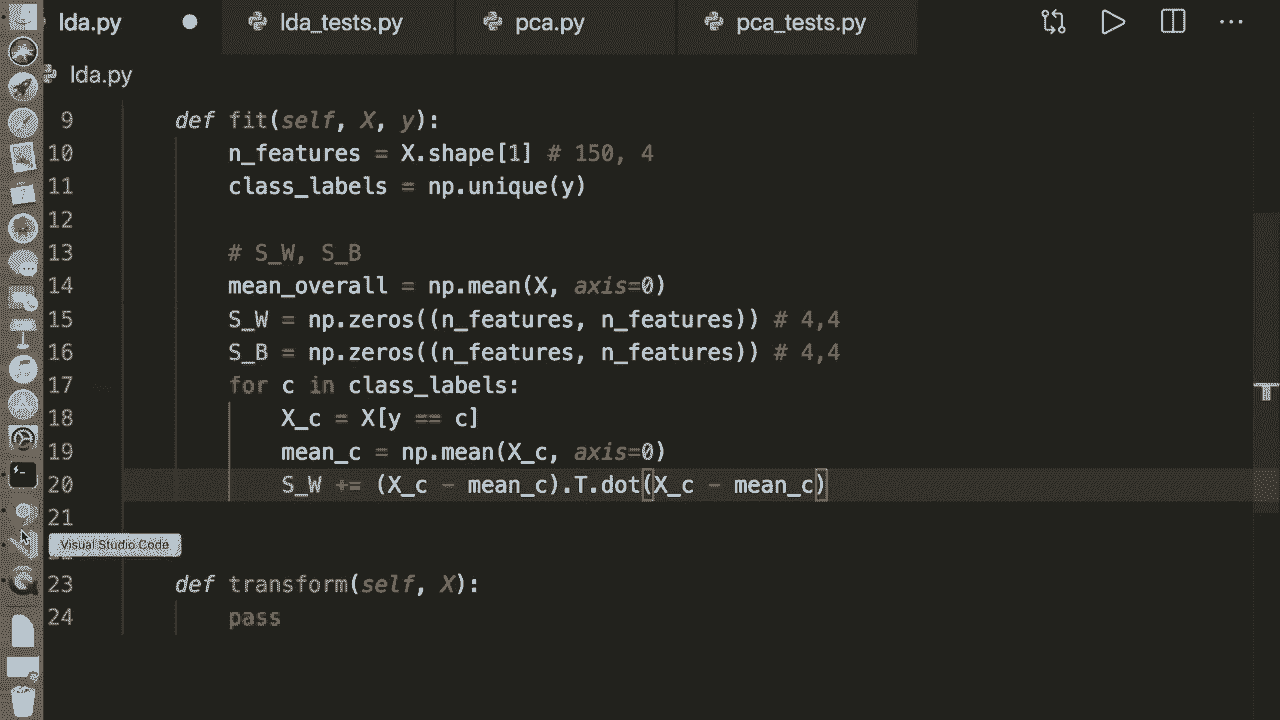 lda.py
lda_tests.py
pca.py
pca_tests.py
lda.py
9 def fit(self, X, y):
10 n_features = X.shape[1] # 150, 4
11 class_labels = np.unique(y)
12
13 # S_W, S_B
14 mean_overall = np.mean(X, axis=0)
15 S_W = np.zeros((n_features, n_features)) # 4,4
16 S_B = np.zeros((n_features, n_features)) # 4,4
17 for c in class_labels:
18 X_c = X[y == c]
19 mean_c = np.mean(X_c, axis=0)
20 S_W += (X_c - mean_c).T.dot(X_c - mean_c)
21
Visual Studio Code
23 def transform(self, X):
24 pass